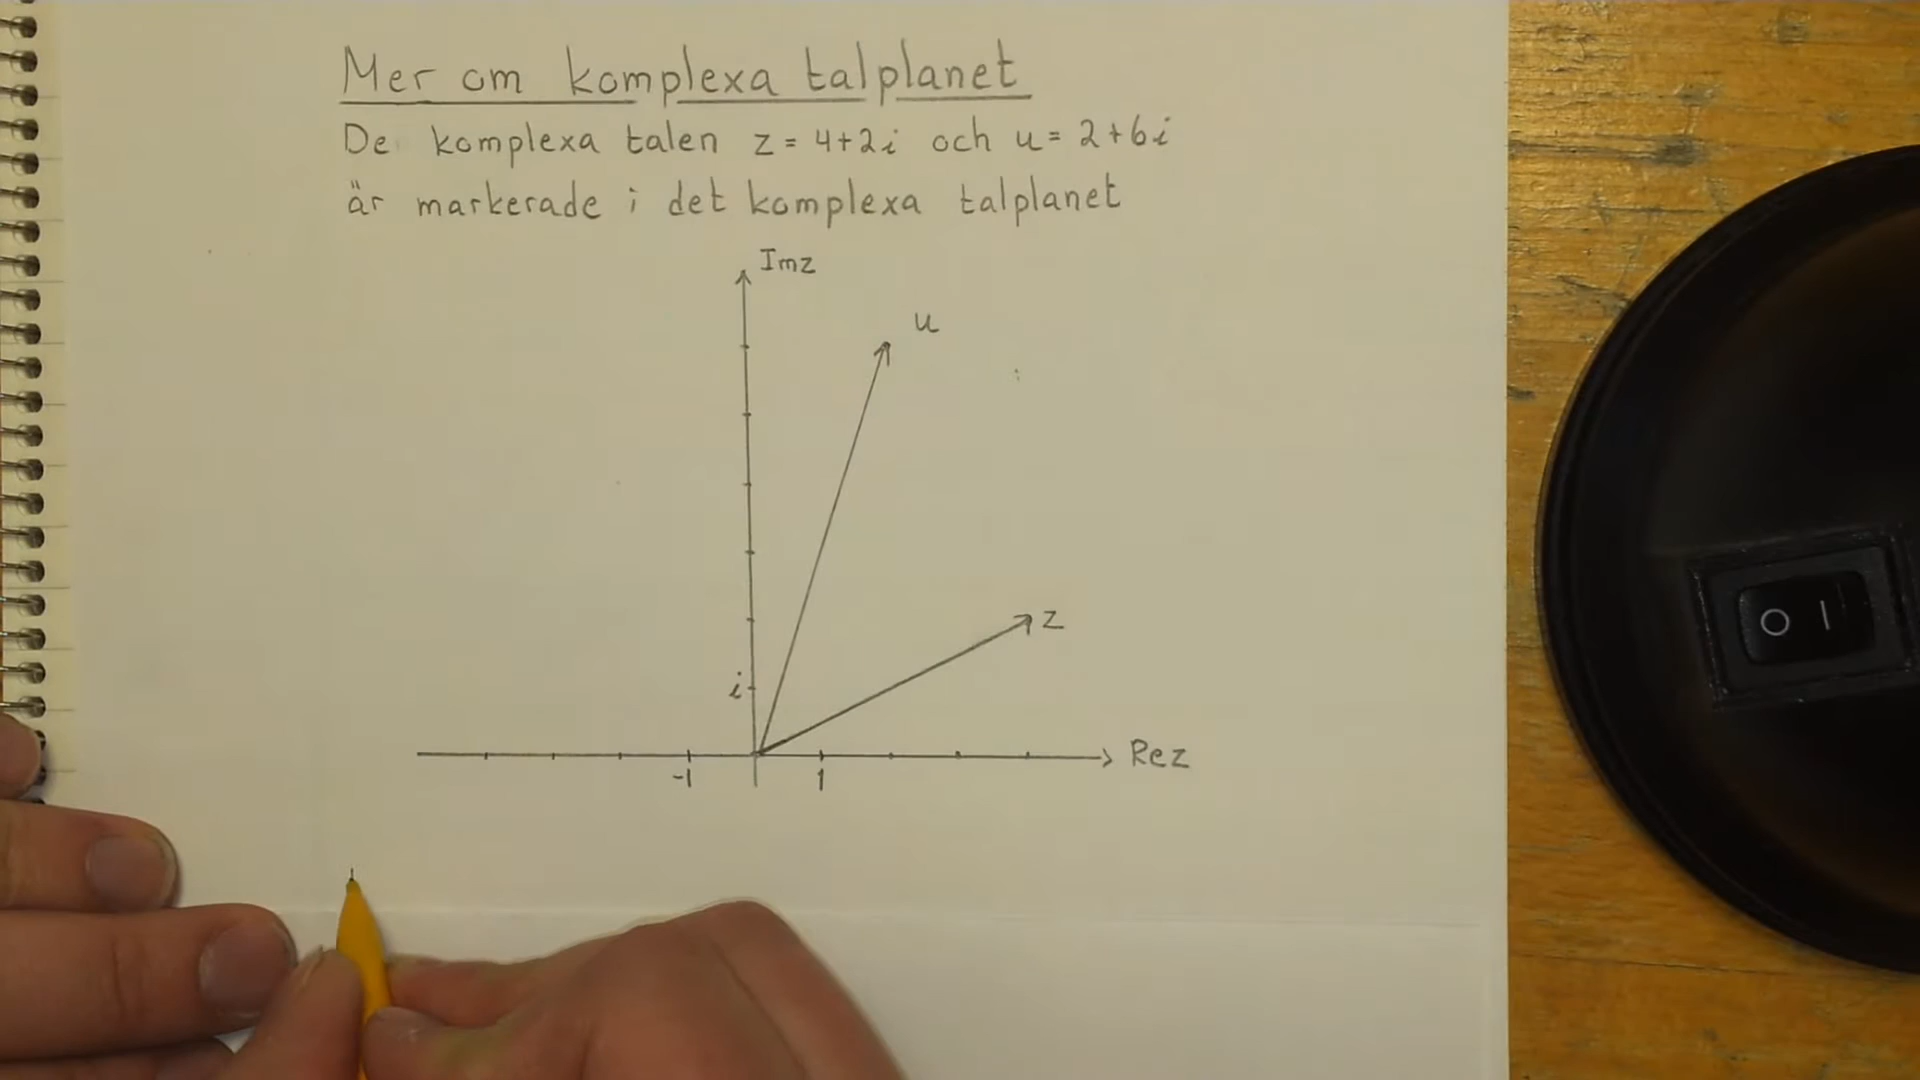 Mer om komplexa talplanet
De komplexa talen z = 4+2i och u = 2+6i
är markerade i det komplexa talplanet
Imz
u
z
i
Rez
-1
1
O I